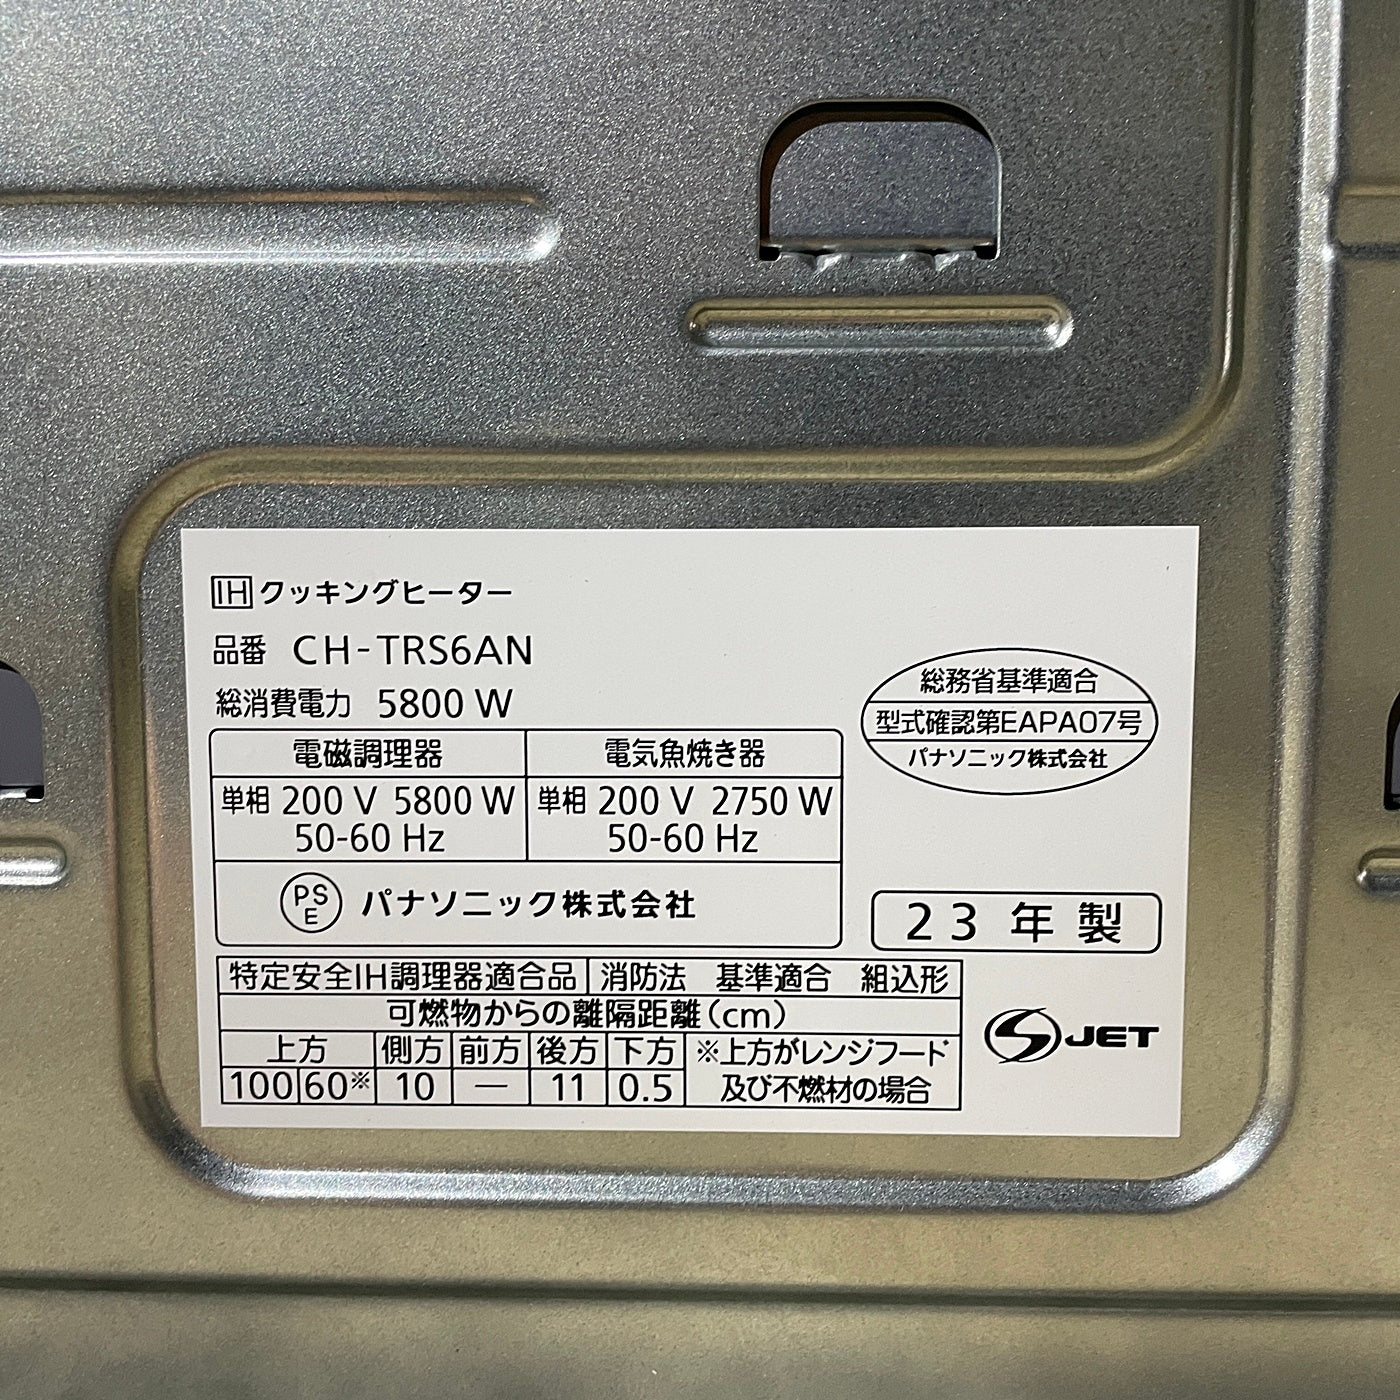 IHクッキングヒーター
品番 CH-TRS6AN
総消費電力 5800 W
総務省基準適合
型式確認第EAPA07号
パナソニック株式会社
電磁調理器 電気魚焼き器
単相 200 V 5800 W 単相 200 V 2750 W
50-60 Hz 50-60 Hz
PSE パナソニック株式会社
23年製
特定安全IH調理器適合品 消防法 基準適合 組込形
可燃物からの離隔距離(cm)
上方 側方 前方 後方 下方 ※上方がレンジフード
100 60※ 10 — 11 0.5 及び不燃材の場合
S JET